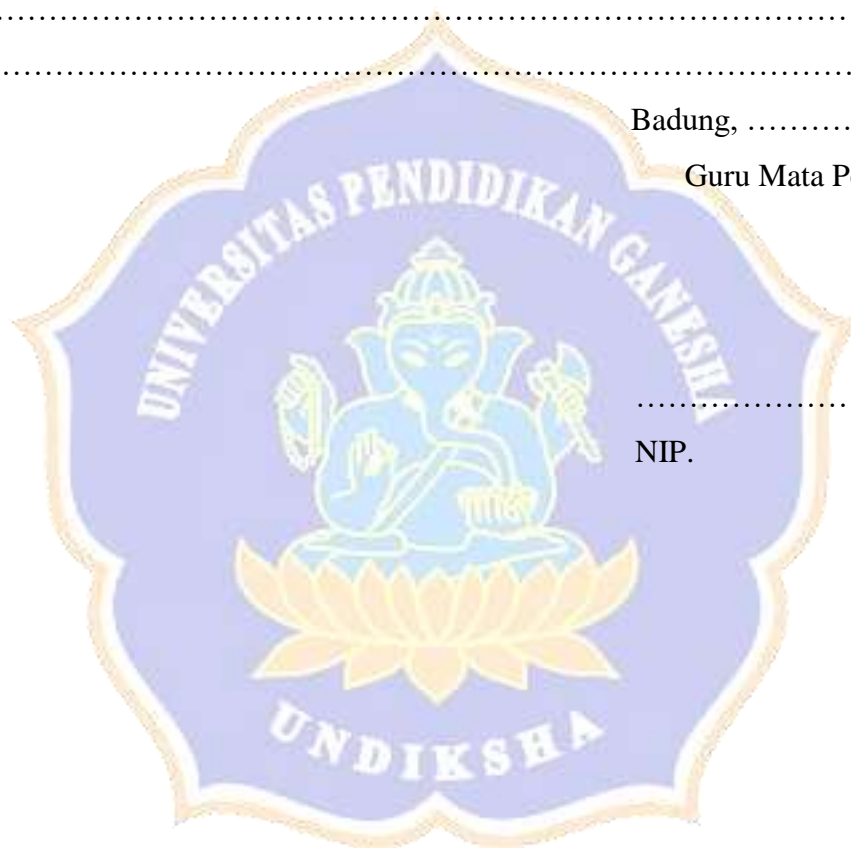 ……………………………………………………………………………
……………………………………………………………………………
Badung, ……….
Guru Mata P
UNIVERSITAS PENDIDIKAN GANESHA
…………………
NIP.
UNDIKSHA